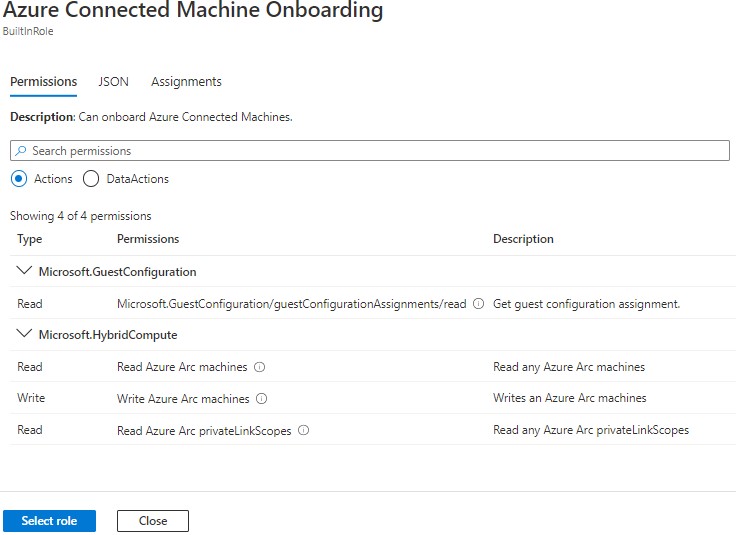 Azure Connected Machine Onboarding
BuiltInRole
Permissions JSON Assignments
Description: Can onboard Azure Connected Machines.
Search permissions
Actions DataActions
Showing 4 of 4 permissions
Type Permissions Description
Microsoft.GuestConfiguration
Read Microsoft.GuestConfiguration/guestConfigurationAssignments/read Get guest configuration assignment.
Microsoft.HybridCompute
Read Read Azure Arc machines Read any Azure Arc machines
Write Write Azure Arc machines Writes an Azure Arc machines
Read Read Azure Arc privateLinkScopes Read any Azure Arc privateLinkScopes
Select role Close